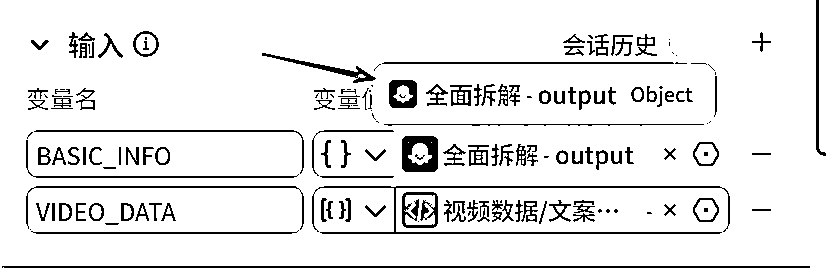 输入 会话历史
全面拆解 - output Object
变量名 变量
BASIC_INFO {} 全面拆解 - output
VIDEO_DATA [{}] 视频数据/文案… -